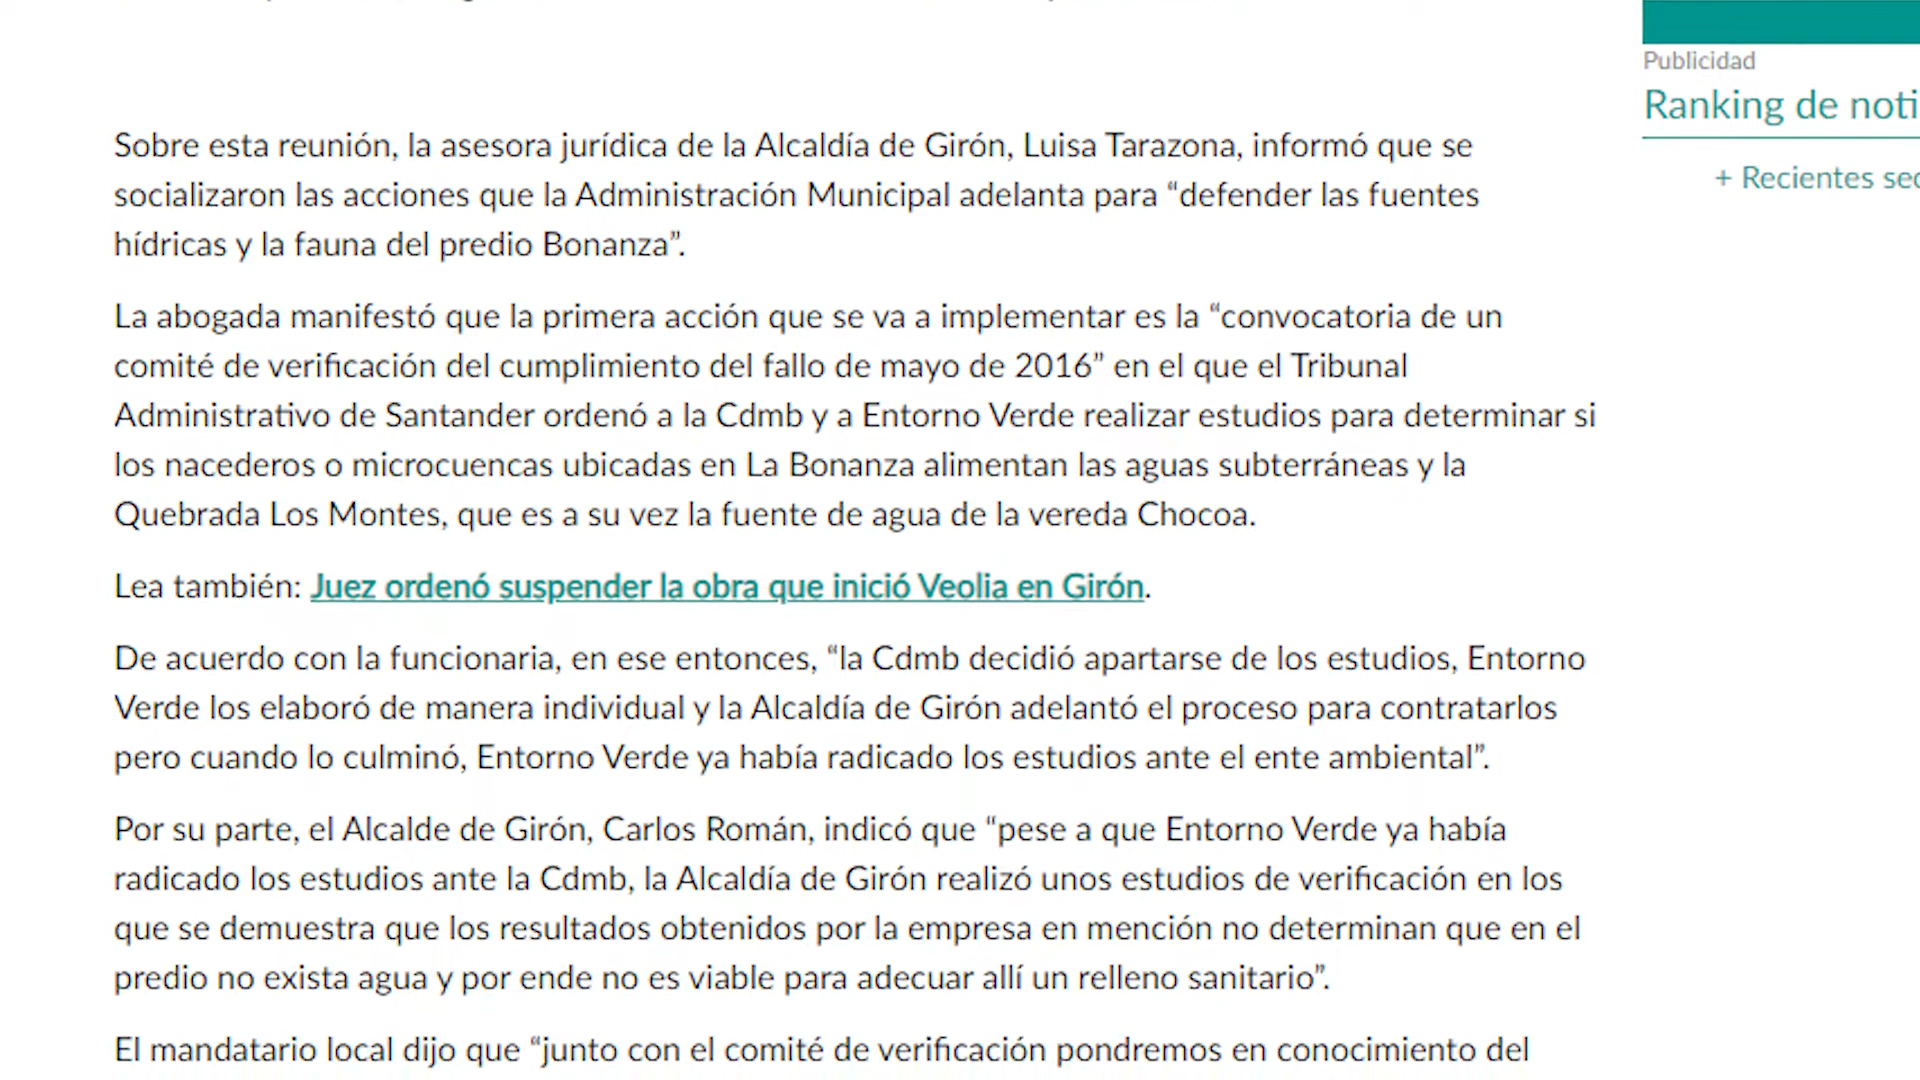 Publicidad
Ranking de noti
+ Recientes sec
Sobre esta reunión, la asesora jurídica de la Alcaldía de Girón, Luisa Tarazona, informó que se
socializaron las acciones que la Administración Municipal adelanta para “defender las fuentes
hídricas y la fauna del predio Bonanza”.
La abogada manifestó que la primera acción que se va a implementar es la “convocatoria de un
comité de verificación del cumplimiento del fallo de mayo de 2016” en el que el Tribunal
Administrativo de Santander ordenó a la Cdmb y a Entorno Verde realizar estudios para determinar si
los nacederos o microcuencas ubicadas en La Bonanza alimentan las aguas subterráneas y la
Quebrada Los Montes, que es a su vez la fuente de agua de la vereda Chocoa.
Lea también: Juez ordenó suspender la obra que inició Veolia en Girón.
De acuerdo con la funcionaria, en ese entonces, “la Cdmb decidió apartarse de los estudios, Entorno
Verde los elaboró de manera individual y la Alcaldía de Girón adelantó el proceso para contratarlos
pero cuando lo culminó, Entorno Verde ya había radicado los estudios ante el ente ambiental”.
Por su parte, el Alcalde de Girón, Carlos Román, indicó que “pese a que Entorno Verde ya había
radicado los estudios ante la Cdmb, la Alcaldía de Girón realizó unos estudios de verificación en los
que se demuestra que los resultados obtenidos por la empresa en mención no determinan que en el
predio no exista agua y por ende no es viable para adecuar allí un relleno sanitario”.
El mandatario local dijo que “junto con el comité de verificación pondremos en conocimiento del